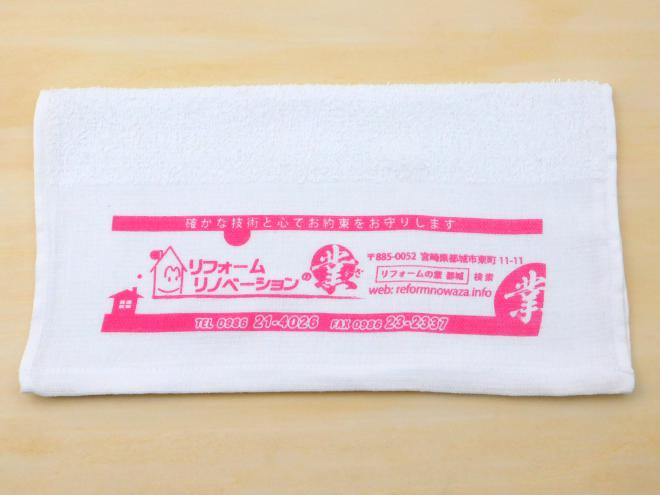 確かな技術と心でお約束をお守りします
リフォーム
リノベーションの業
わざ
〒885-0052 宮崎県都城市東町 11-11
リフォームの業 都城 検索
web: reformnowaza.info
業
TEL 0986 21-4026 FAX 0986 23-2337